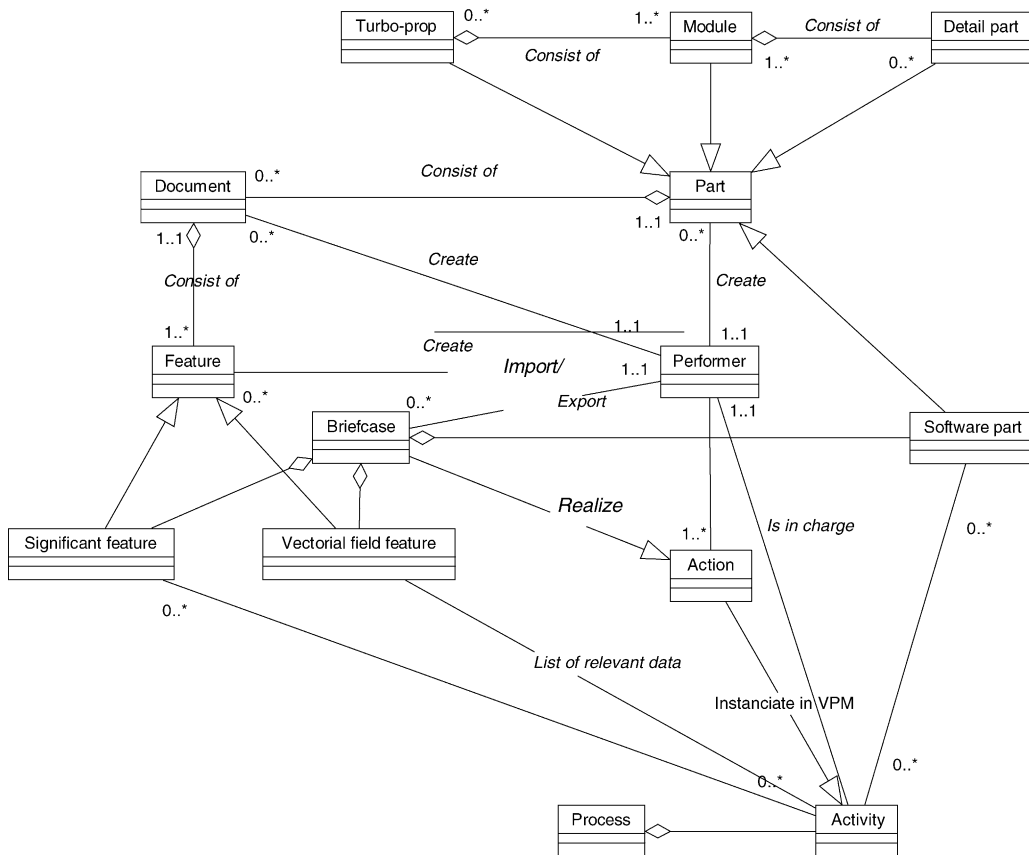 0..*
1..*
Turbo-prop
Module
Consist of
Detail part
Consist of
1..*
0..*
Consist of
0..*
Document
Part
1..1
0..*
1..1
0..*
Create
Consist of
Create
1..*
1..1
1..1
Create
Feature
Import/
1..1
Performer
0..*
0..*
Export
1..1
Briefcase
Software part
Realize
Is in charge
0..*
1..*
Significant feature
Vectorial field feature
Action
0..*
List of relevant data
Instanciate in VPM
0..*
0..*
Process
Activity